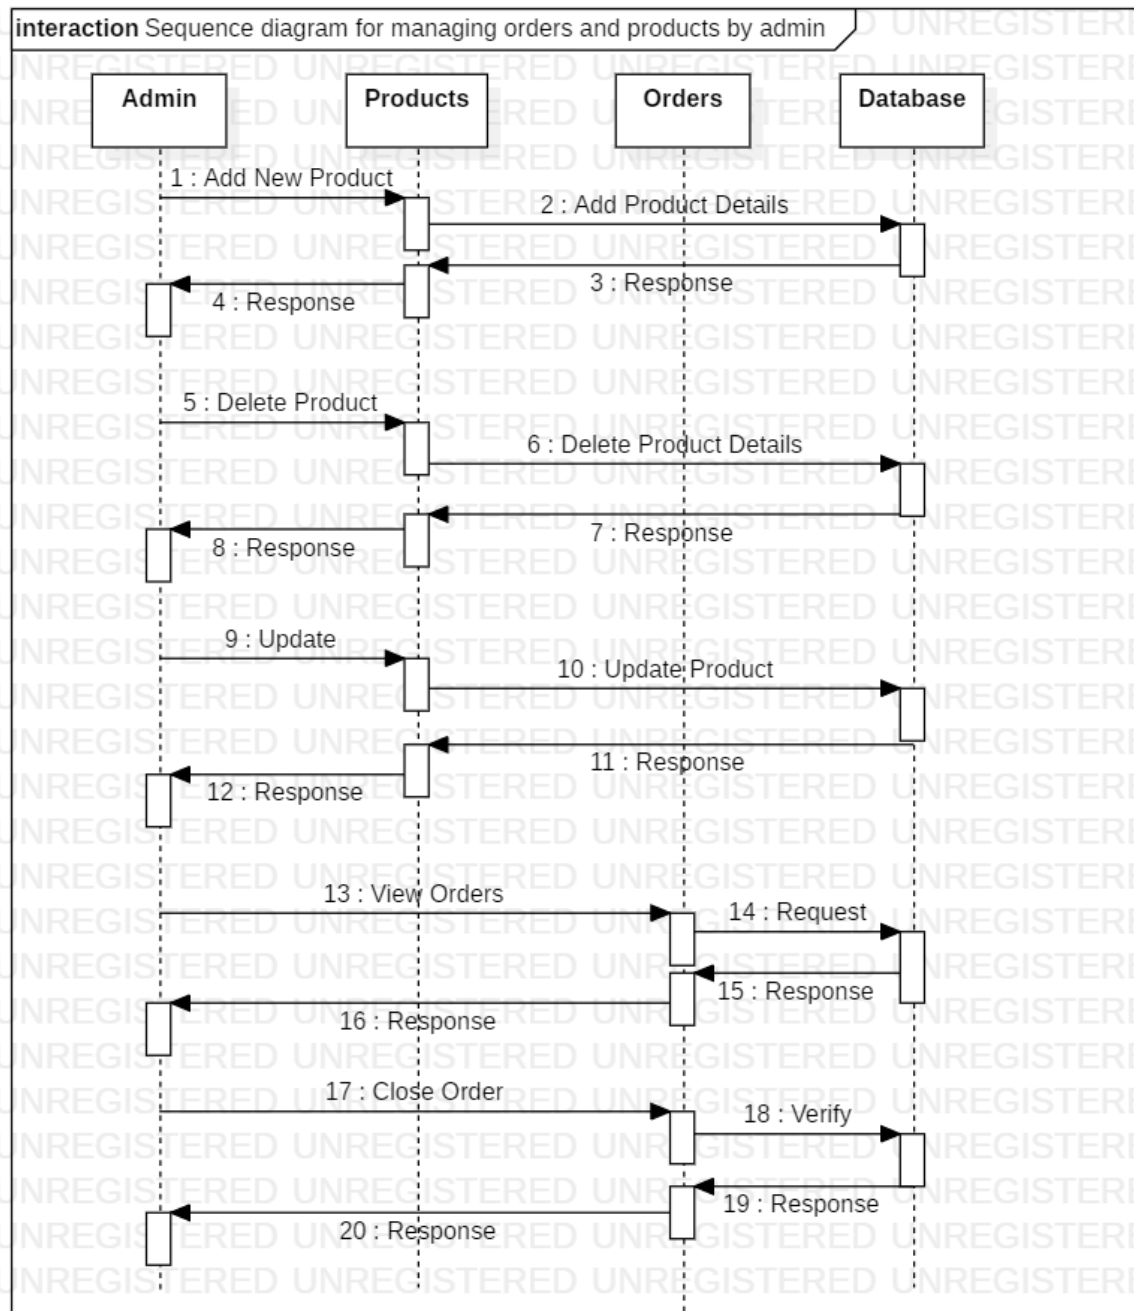 interaction Sequence diagram for managing orders and products by admin
Admin Products Orders Database
1 : Add New Product
2 : Add Product Details
3 : Response
4 : Response
5 : Delete Product
6 : Delete Product Details
7 : Response
8 : Response
9 : Update
10 : Update Product
11 : Response
12 : Response
13 : View Orders
14 : Request
15 : Response
16 : Response
17 : Close Order
18 : Verify
19 : Response
20 : Response
UNREGISTERED